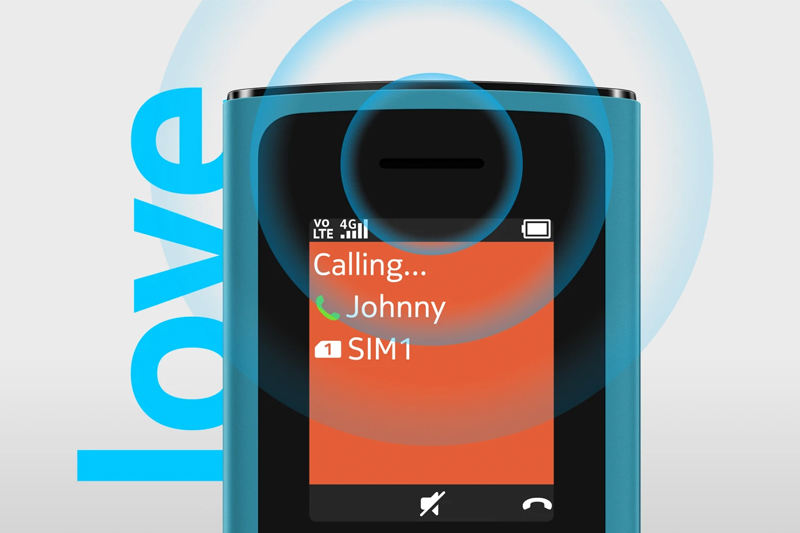 love
VO
LTE 4G
Calling...
Johnny
1 SIM1